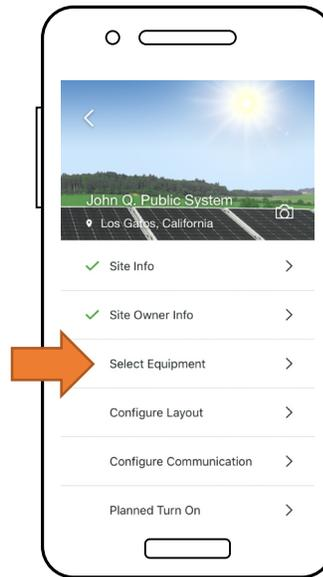 John Q. Public System
Los Gatos, California
Site Info
Site Owner Info
Select Equipment
Configure Layout
Configure Communication
Planned Turn On